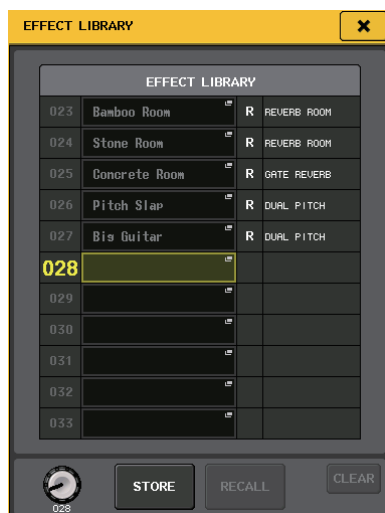 EFFECT LIBRARY
EFFECT LIBRARY
023 Bamboo Room R REVERB ROOM
024 Stone Room R REVERB ROOM
025 Concrete Room R GATE REVERB
026 Pitch Slap R DUAL PITCH
027 Big Guitar R DUAL PITCH
028
029
030
031
032
033
STORE RECALL CLEAR
028